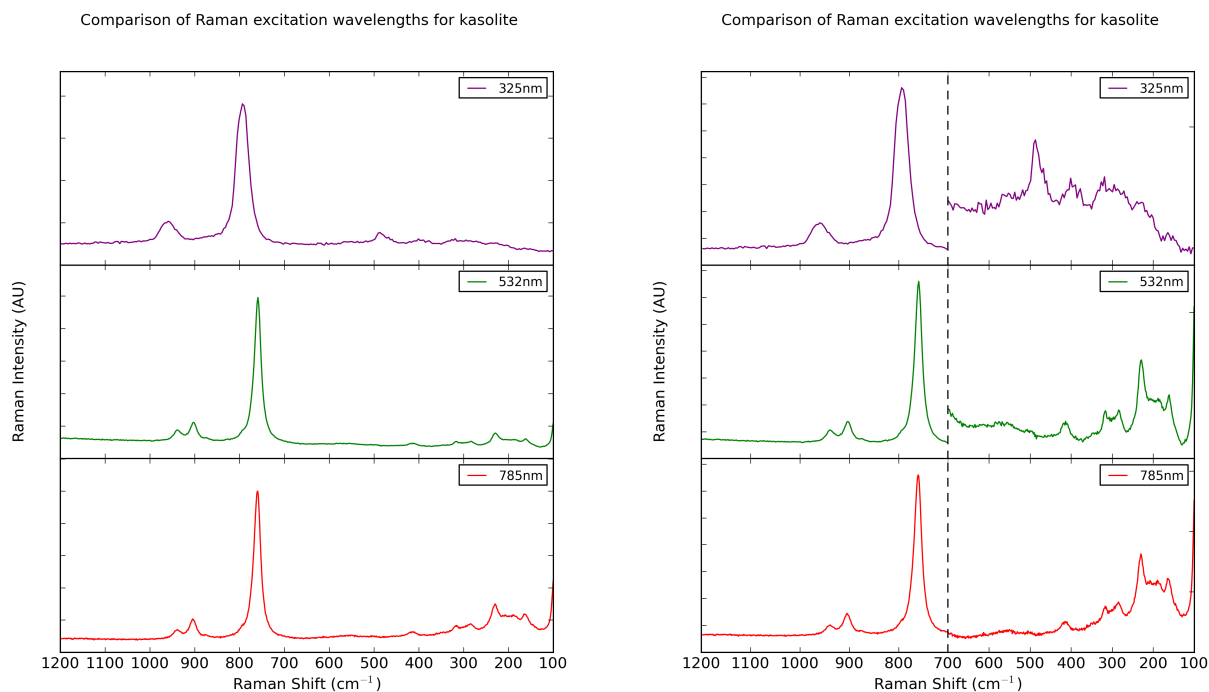 Comparison of Raman excitation wavelengths for kasolite
325nm
532nm
785nm
Raman Intensity (AU)
1200 1100 1000 900 800 700 600 500 400 300 200 100
Raman Shift (cm⁻¹)
Comparison of Raman excitation wavelengths for kasolite
325nm
532nm
785nm
Raman Intensity (AU)
1200 1100 1000 900 800 700 600 500 400 300 200 100
Raman Shift (cm⁻¹)